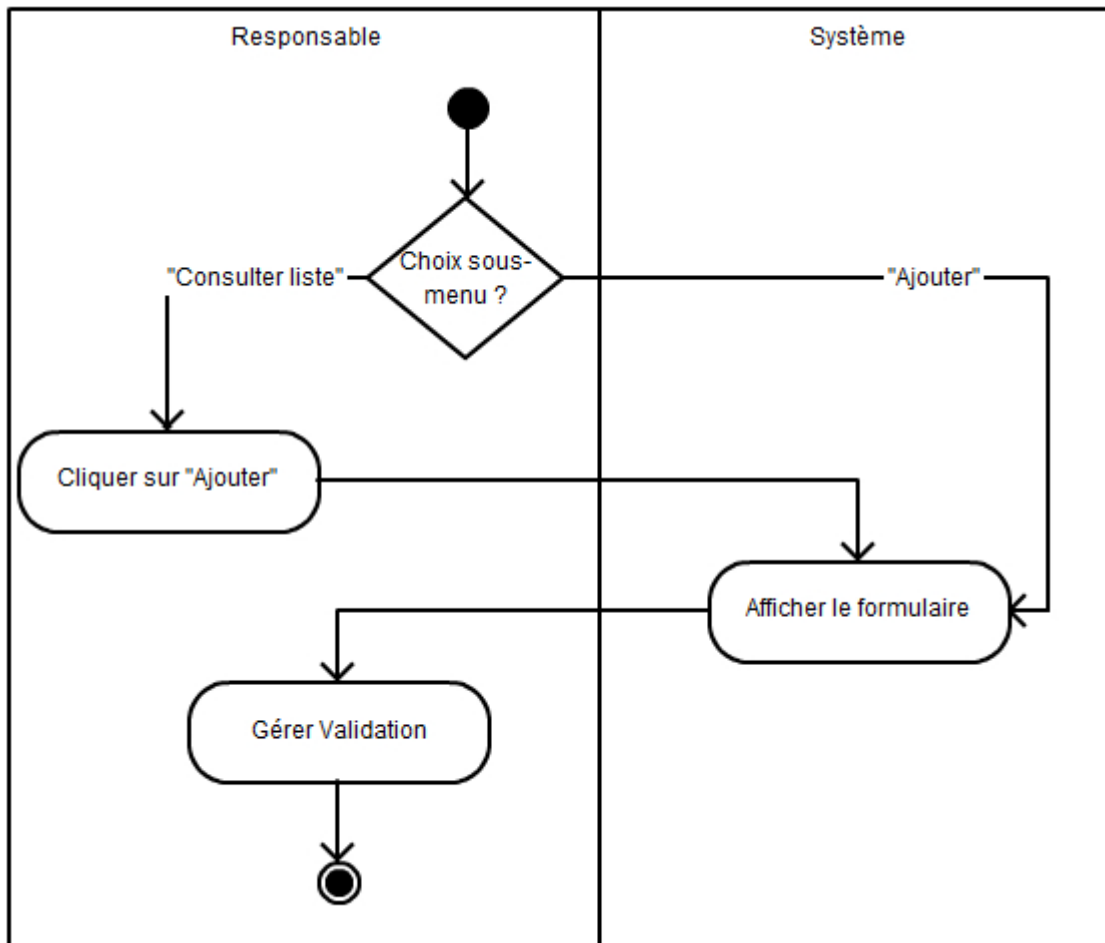 Responsable
Système
Choix sous-
menu ?
"Consulter liste"
"Ajouter"
Cliquer sur "Ajouter"
Afficher le formulaire
Gérer Validation